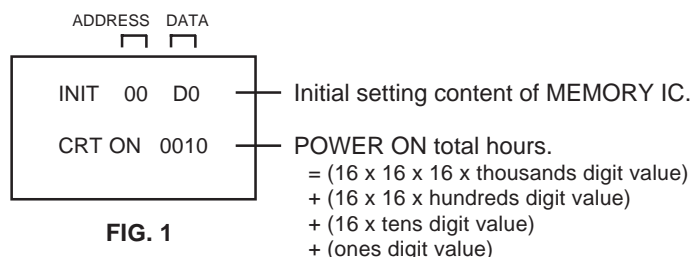 ADDRESS DATA
INIT 00 D0
Initial setting content of MEMORY IC.
CRT ON 0010
POWER ON total hours.
= (16 x 16 x 16 x thousands digit value)
+ (16 x 16 x hundreds digit value)
+ (16 x tens digit value)
+ (ones digit value)
FIG. 1